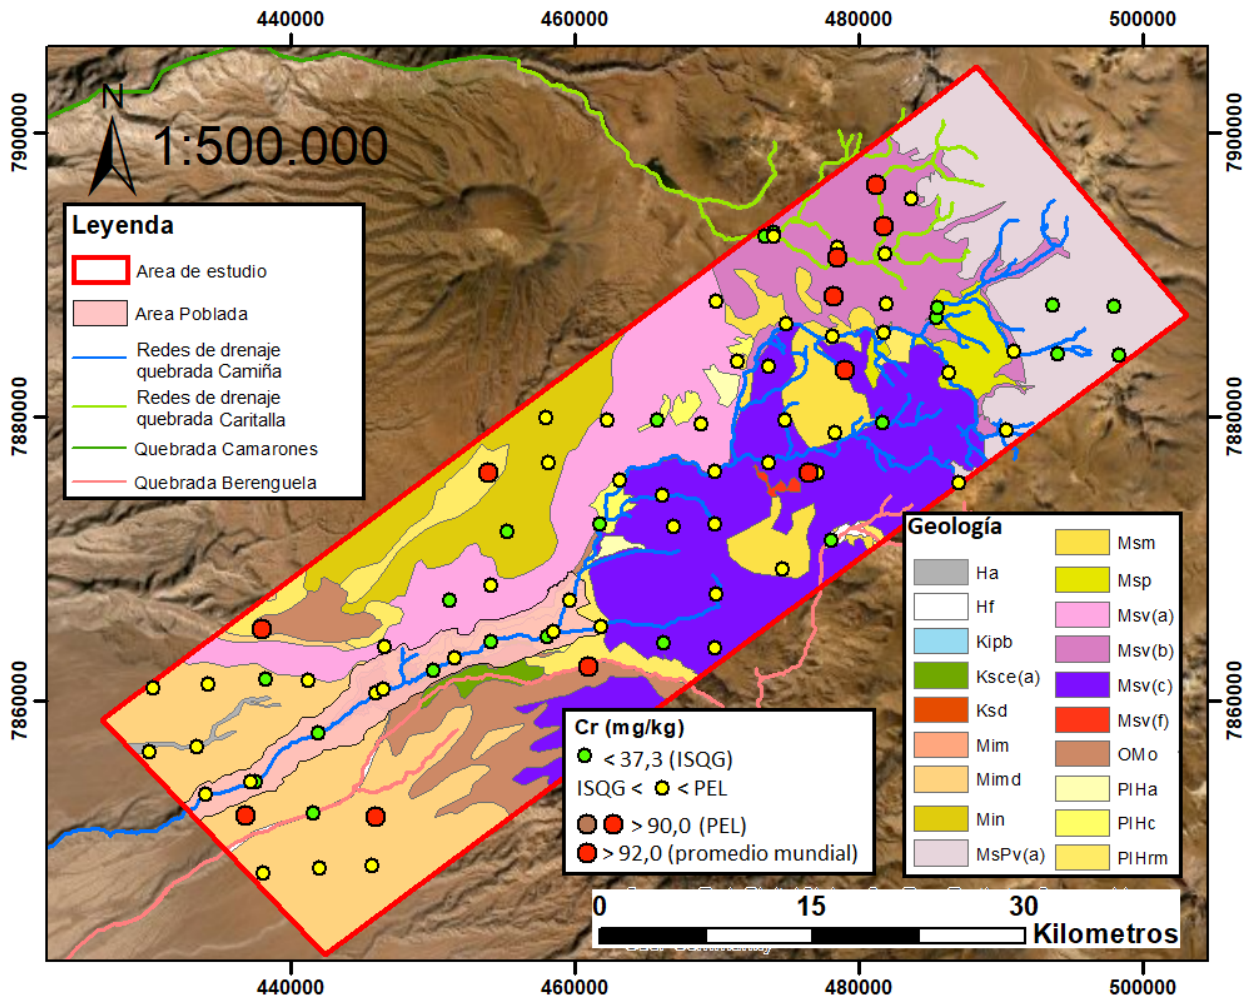 440000 460000 480000 500000
7900000 7900000
N
1:500.000
Leyenda
Area de estudio
Area Poblada
Redes de drenaje
quebrada Camiña
Redes de drenaje
quebrada Caritalla
Quebrada Camarones
Quebrada Berenguela
7880000 7880000
Geología
Ha
Hf
Kipb
Ksce(a)
Ksd
Mim
Mimd
Min
MsPv(a)
Msm
Msp
Msv(a)
Msv(b)
Msv(c)
Msv(f)
OMo
PlHa
PlHc
PlHrm
7860000 7860000
Cr (mg/kg)
< 37,3 (ISQG)
ISQG < < PEL
> 90,0 (PEL)
> 92,0 (promedio mundial)
0 15 30
Kilometros
440000 460000 480000 500000